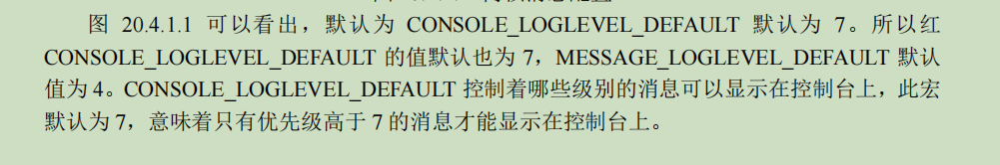 图 20.4.1.1 可以看出，默认为 CONSOLE_LOGLEVEL_DEFAULT 默认为 7。所以红
CONSOLE_LOGLEVEL_DEFAULT 的值默认也为 7，MESSAGE_LOGLEVEL_DEFAULT 默认
值为 4。CONSOLE_LOGLEVEL_DEFAULT 控制着哪些级别的消息可以显示在控制台上，此宏
默认为 7，意味着只有优先级高于 7 的消息才能显示在控制台上。